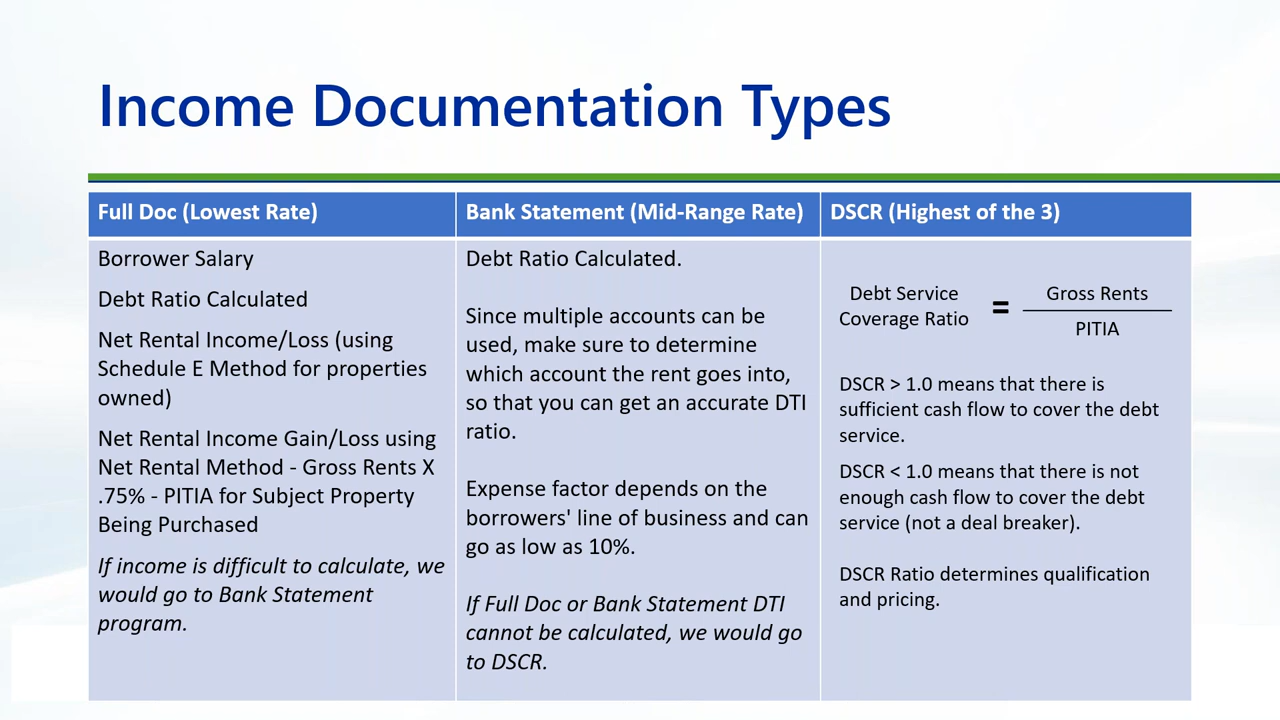 Income Documentation Types
Full Doc (Lowest Rate)
Borrower Salary
Debt Ratio Calculated
Net Rental Income/Loss (using
Schedule E Method for properties
owned)
Net Rental Income Gain/Loss using
Net Rental Method - Gross Rents X
.75% - PITIA for Subject Property
Being Purchased
If income is difficult to calculate, we
would go to Bank Statement
program.
Bank Statement (Mid-Range Rate)
Debt Ratio Calculated.
Since multiple accounts can be
used, make sure to determine
which account the rent goes into,
so that you can get an accurate DTI
ratio.
Expense factor depends on the
borrowers' line of business and can
go as low as 10%.
If Full Doc or Bank Statement DTI
cannot be calculated, we would go
to DSCR.
DSCR (Highest of the 3)
Debt Service
Coverage Ratio
=
Gross Rents
PITIA
DSCR > 1.0 means that there is
sufficient cash flow to cover the debt
service.
DSCR < 1.0 means that there is not
enough cash flow to cover the debt
service (not a deal breaker).
DSCR Ratio determines qualification
and pricing.